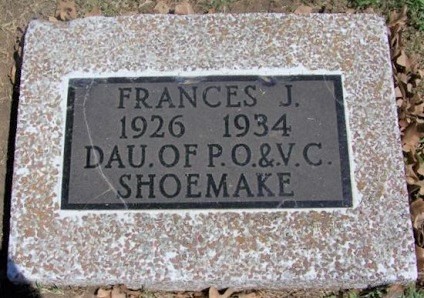 FRANCES J.
1926 1934
DAU. OF P.O. & V.C.
SHOEMAKE